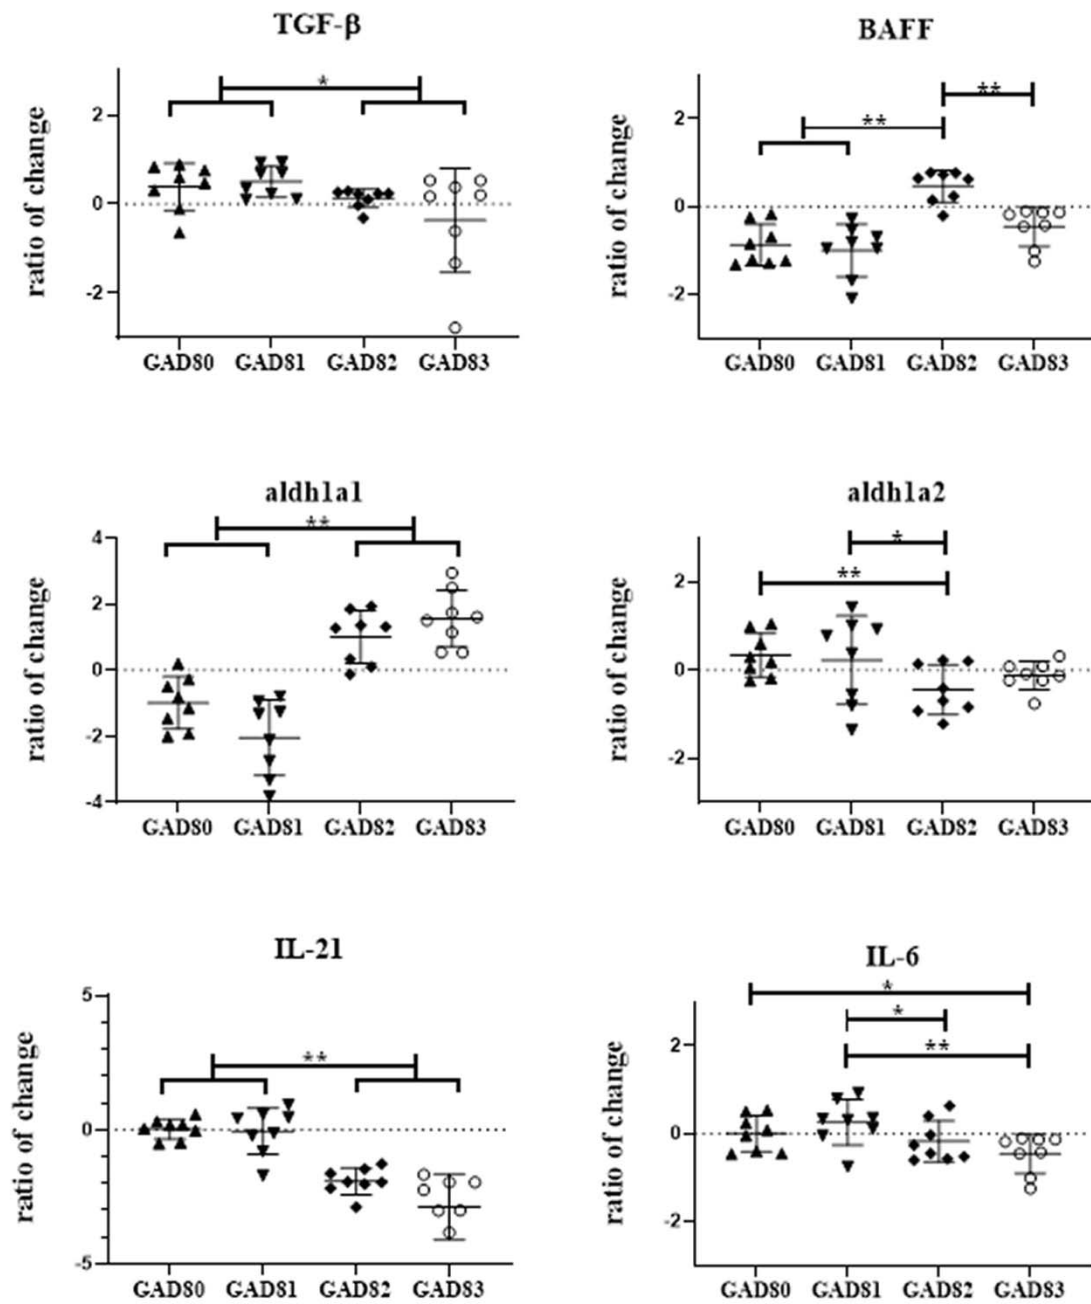 TGF-β
ratio of change
*
2
0
-2
GAD80 GAD81 GAD82 GAD83
BAFF
ratio of change
**
**
2
0
-2
GAD80 GAD81 GAD82 GAD83
aldh1a1
ratio of change
**
4
2
0
-2
-4
GAD80 GAD81 GAD82 GAD83
aldh1a2
ratio of change
*
**
2
0
-2
GAD80 GAD81 GAD82 GAD83
IL-21
ratio of change
5
**
0
-5
GAD80 GAD81 GAD82 GAD83
IL-6
ratio of change
*
*
**
2
0
-2
GAD80 GAD81 GAD82 GAD83